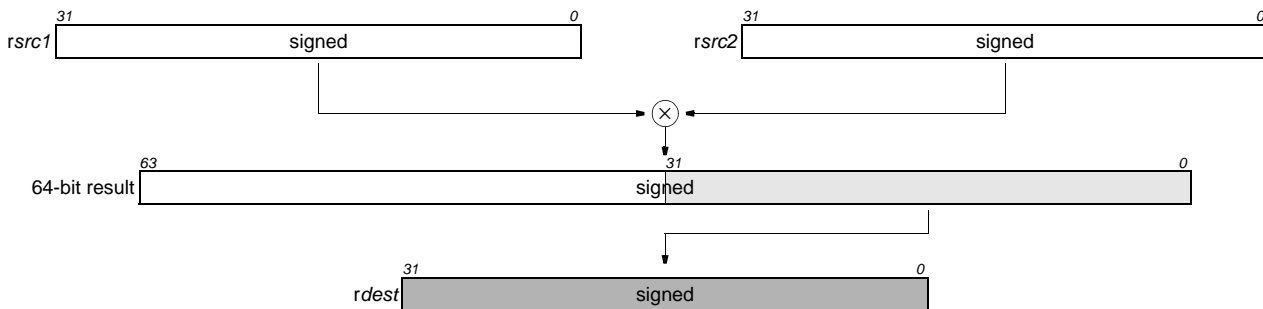 31 0 31 0
rsrc1 signed rsrc2 signed
×
63 31 0
64-bit result signed
31 0
rdest signed